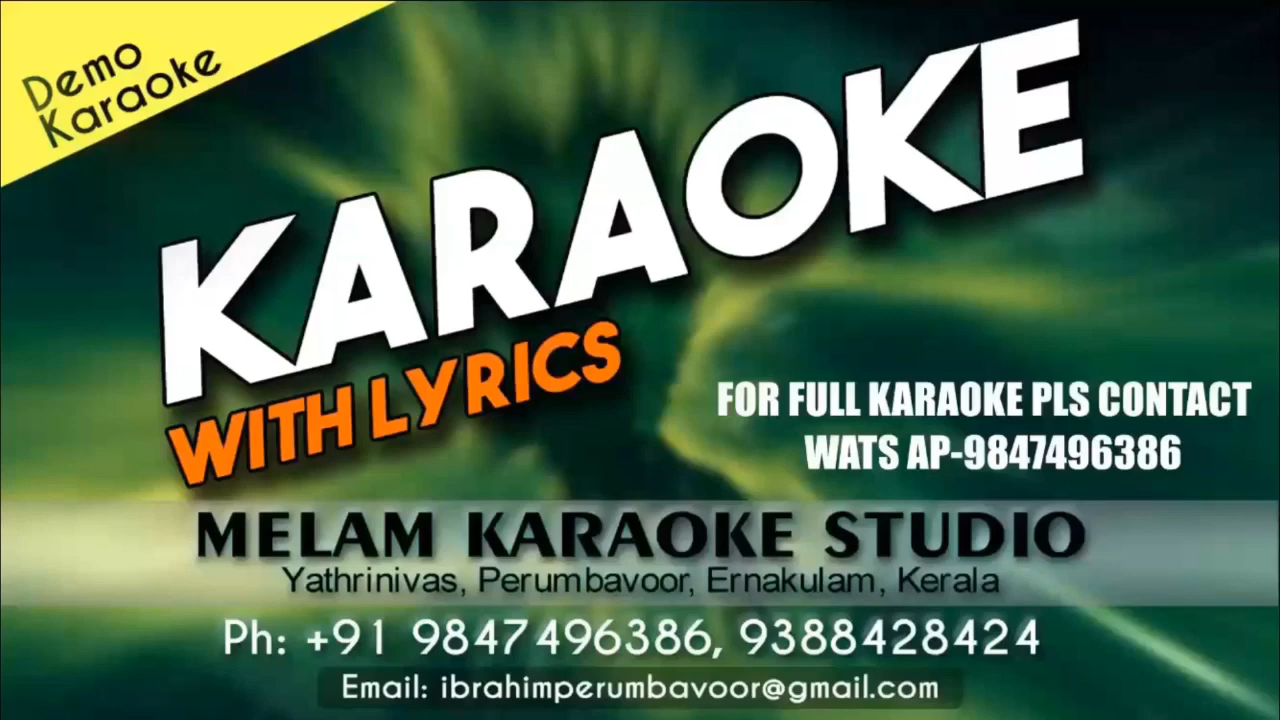 Demo
Karaoke
KARAOKE
WITH LYRICS
FOR FULL KARAOKE PLS CONTACT
WATS AP-9847496386
MELAM KARAOKE STUDIO
Yathrinivas, Perumbavoor, Ernakulam, Kerala
Ph: +91 9847496386, 9388428424
Email: ibrahimperumbavoor@gmail.com